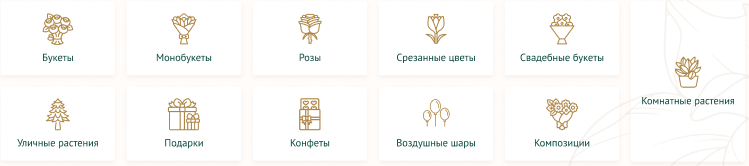 Букеты
Монобукеты
Розы
Срезанные цветы
Свадебные букеты
Комнатные растения
Уличные растения
Подарки
Конфеты
Воздушные шары
Композиции